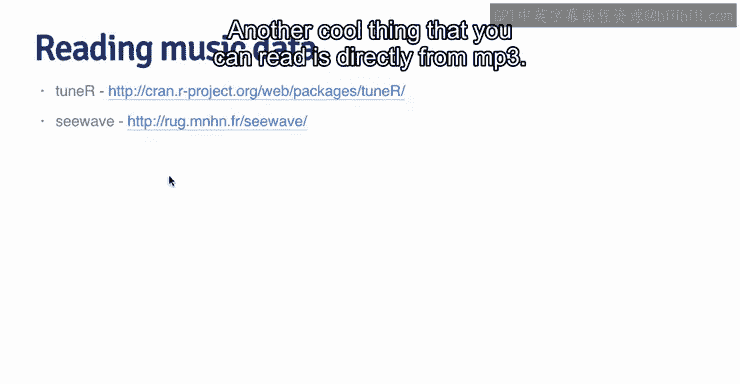 Another cool thing that you
Reading music data
can read is directly from mp3.
· tuneR - http://cran.r-project.org/web/packages/tuneR/
· seewave - http://rug.mnhn.fr/seewave/